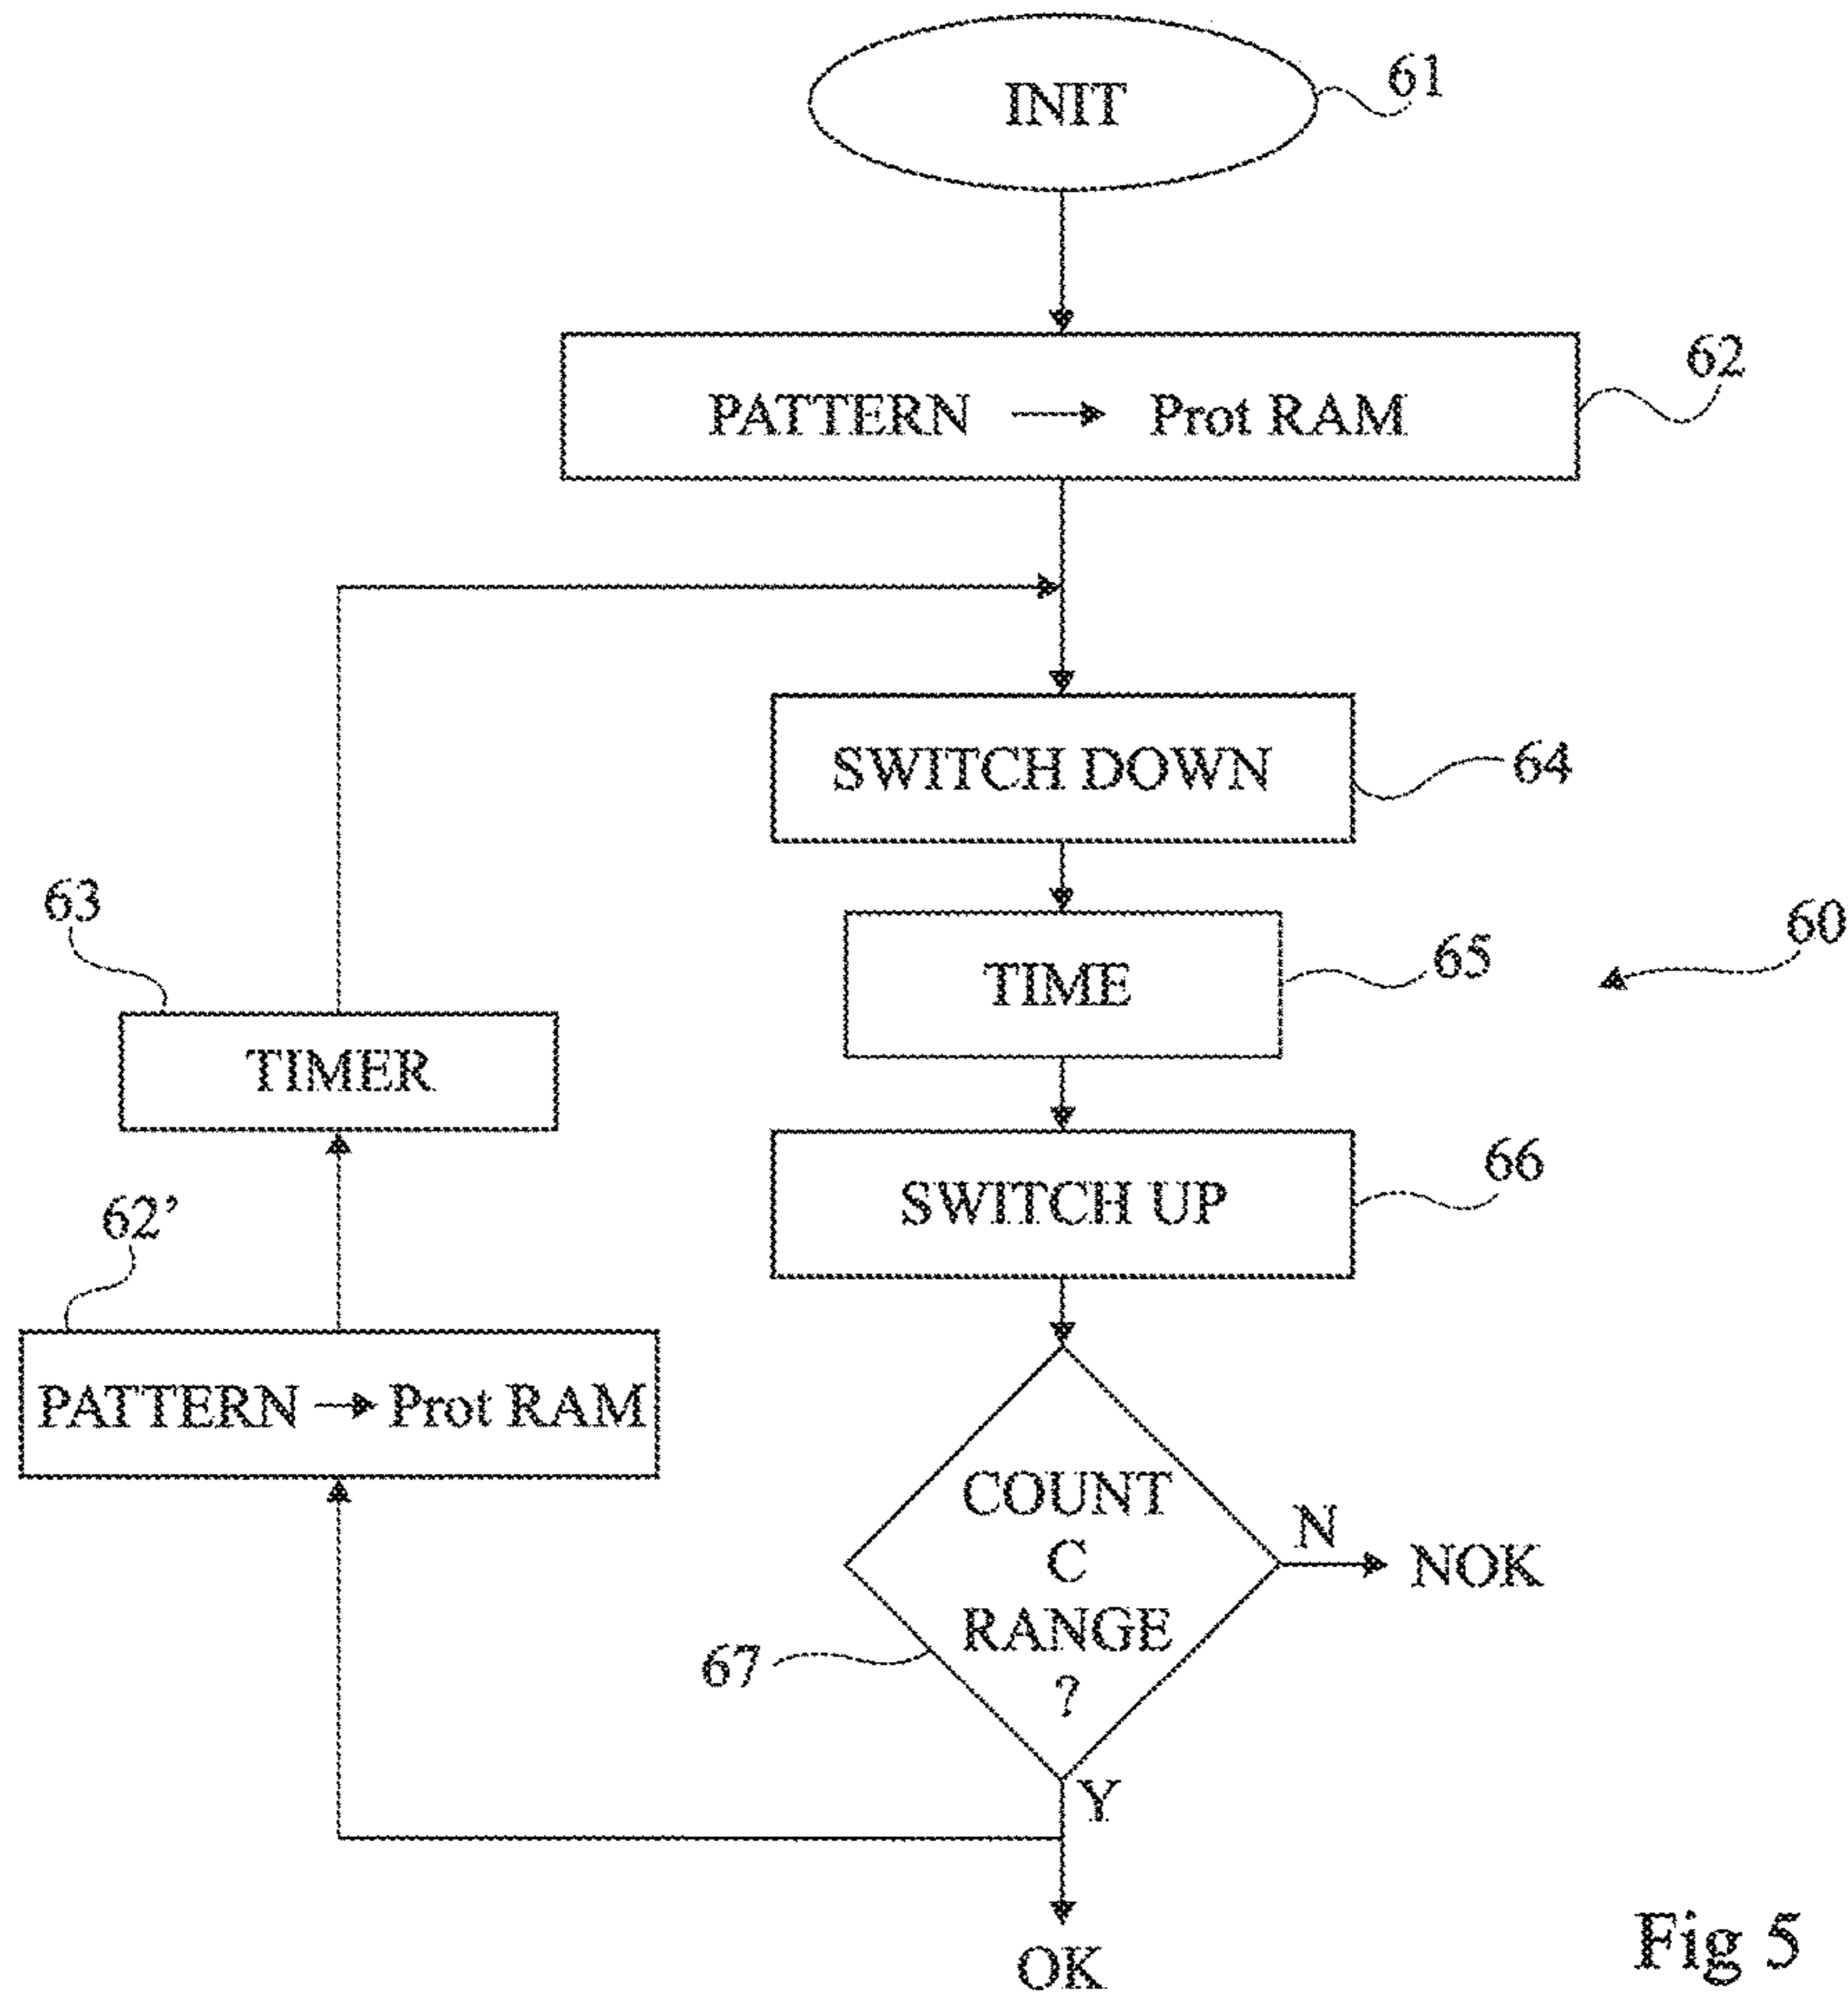 INIT
61
PATTERN → Prot RAM
62
SWITCH DOWN
64
63
TIME
65
60
TIMER
SWITCH UP
66
62’
PATTERN → Prot RAM
COUNT
C
RANGE
?
N
NOK
67
Y
OK
Fig 5